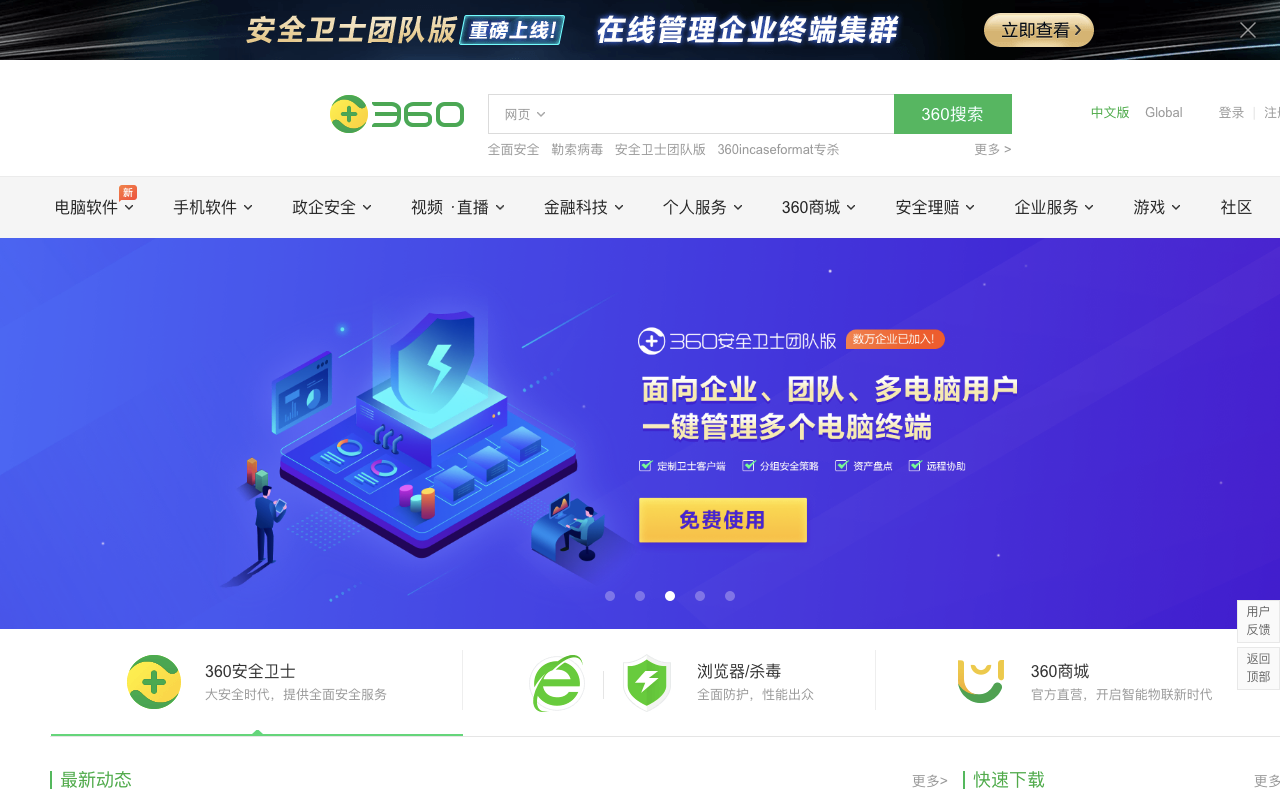 安全卫士团队版 重磅上线! 在线管理企业终端集群 立即查看
360
网页 360搜索
中文版 Global 登录
全面安全 勒索病毒 安全卫士团队版 360incaseformat专杀 更多 >
新
电脑软件 手机软件 政企安全 视频 ·直播 金融科技 个人服务 360商城 安全理赔 企业服务 游戏 社区
360安全卫士团队版 数万企业已加入!
面向企业、团队、多电脑用户
一键管理多个电脑终端
定制卫士客户端 分组安全策略 资产盘点 远程协助
免费使用
用户
反馈
返回
顶部
360安全卫士
大安全时代，提供全面安全服务
浏览器/杀毒
全面防护，性能出众
360商城
官方直营，开启智能物联新时代
最新动态 更多>
快速下载 更多